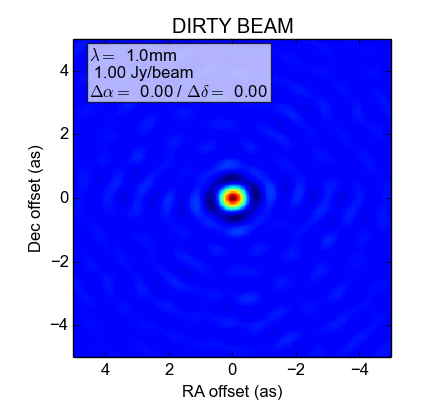 DIRTY BEAM
λ = 1.0mm
1.00 Jy/beam
Δα = 0.00 / Δδ = 0.00
4
2
0
−2
−4
Dec offset (as)
4 2 0 −2 −4
RA offset (as)